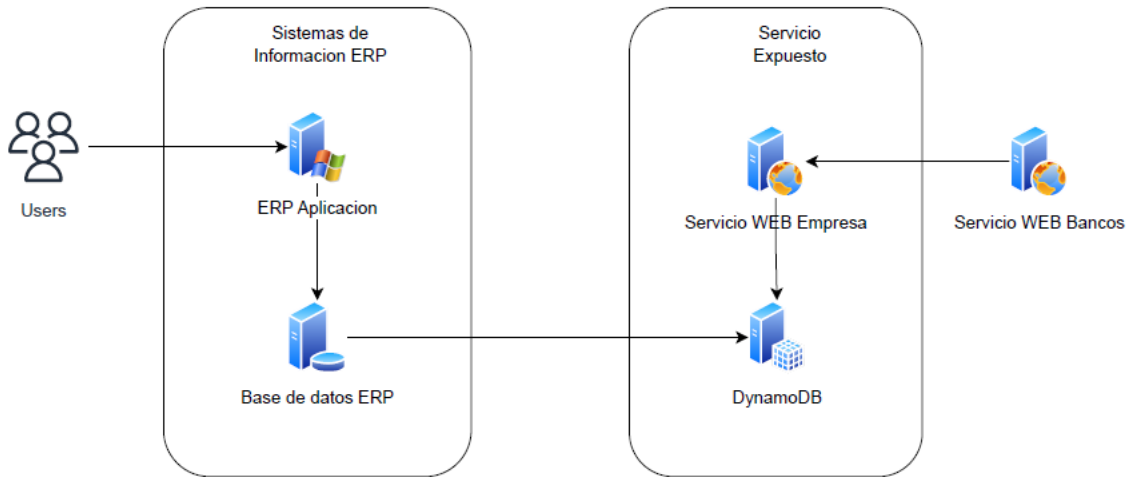 Sistemas de
Informacion ERP
Servicio
Expuesto
Users
ERP Aplicacion
Servicio WEB Empresa
Servicio WEB Bancos
Base de datos ERP
DynamoDB